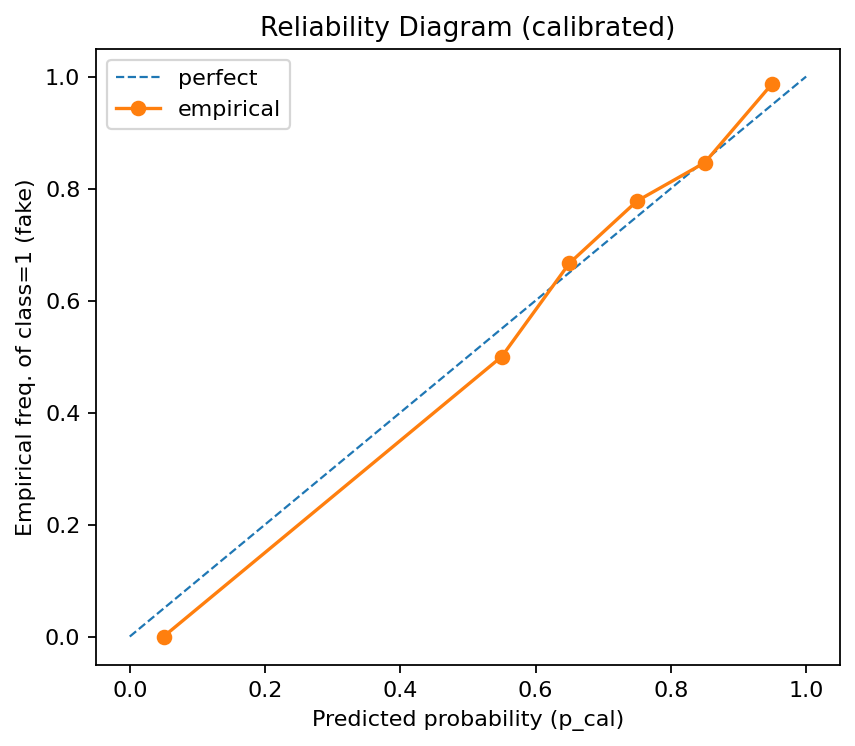 Reliability Diagram (calibrated)
perfect
empirical
Empirical freq. of class=1 (fake)
1.0
0.8
0.6
0.4
0.2
0.0
0.0 0.2 0.4 0.6 0.8 1.0
Predicted probability (p_cal)